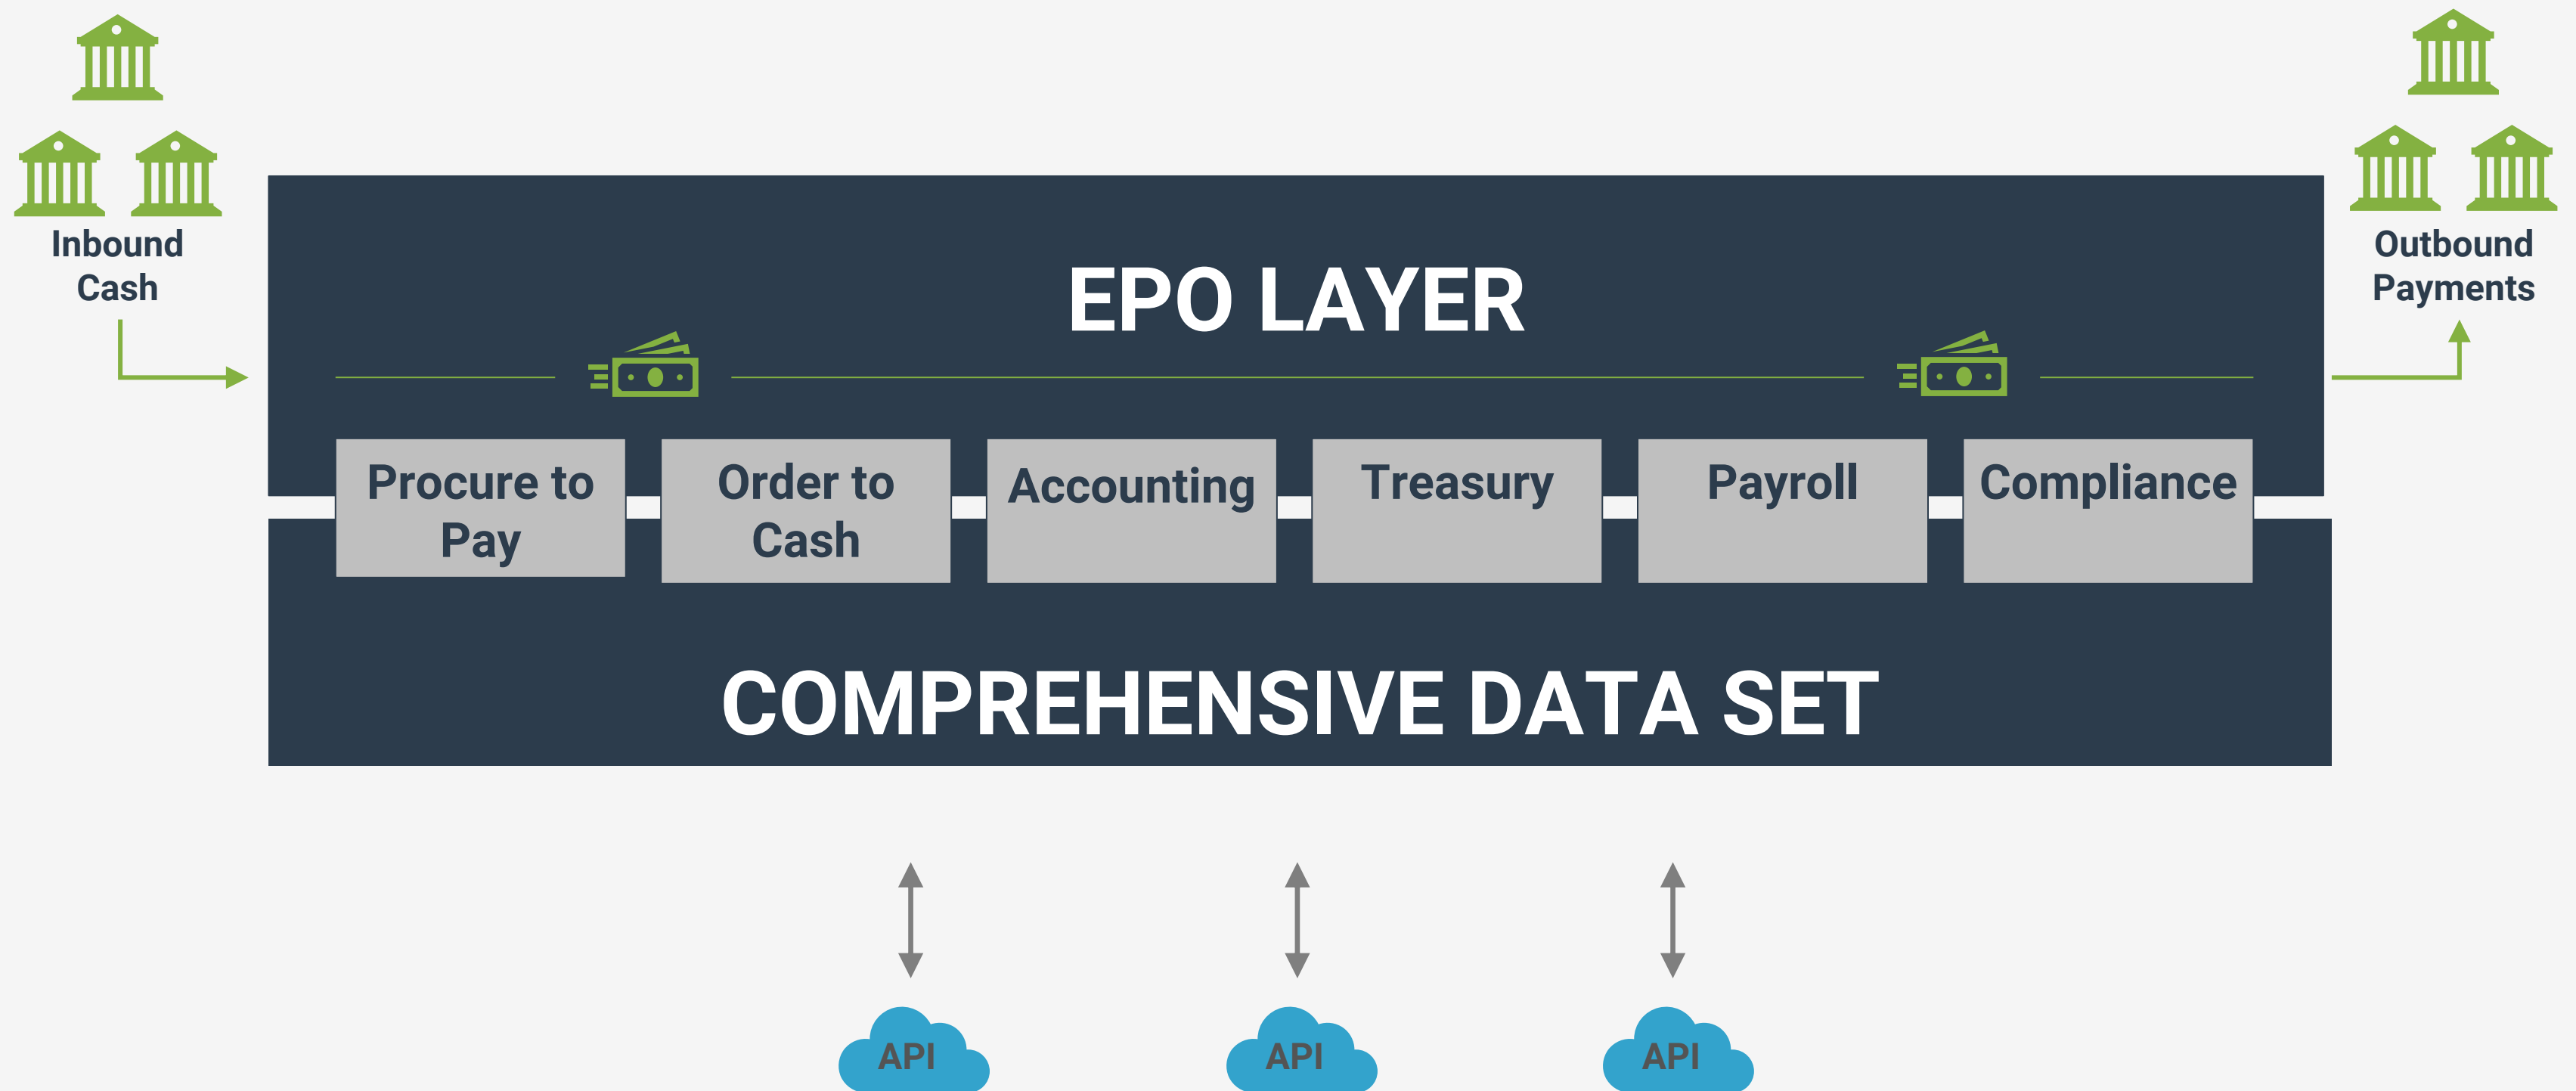 Inbound
Cash
Outbound
Payments
EPO LAYER
Procure to
Pay
Order to
Cash
Accounting
Treasury
Payroll
Compliance
COMPREHENSIVE DATA SET
API
API
API